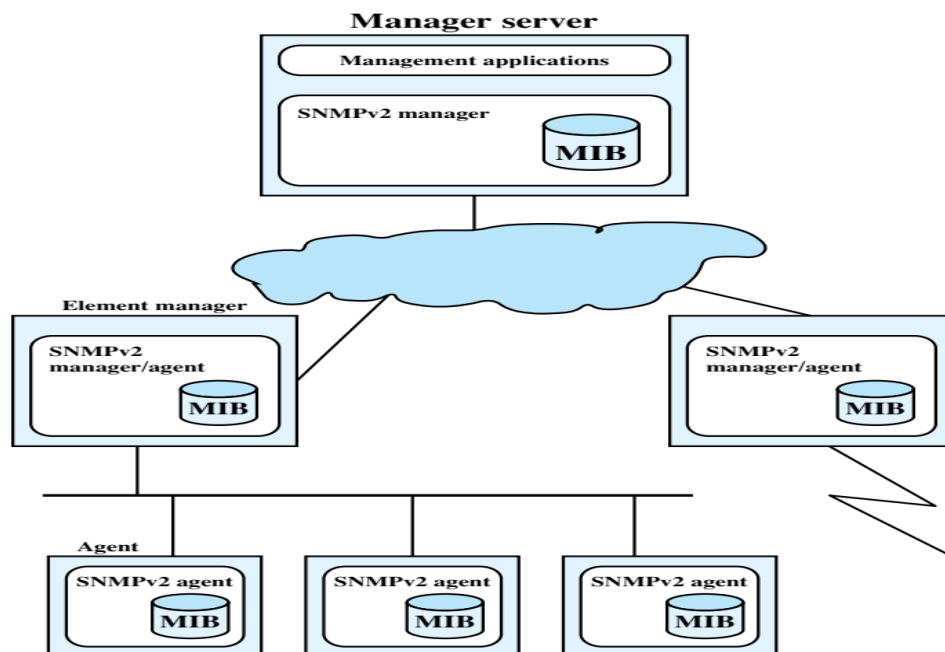 Manager server
Management applications
SNMPv2 manager
MIB
Element manager
SNMPv2
manager/agent
MIB
SNMPv2
manager/agent
MIB
Agent
SNMPv2 agent
MIB
SNMPv2 agent
MIB
SNMPv2 agent
MIB